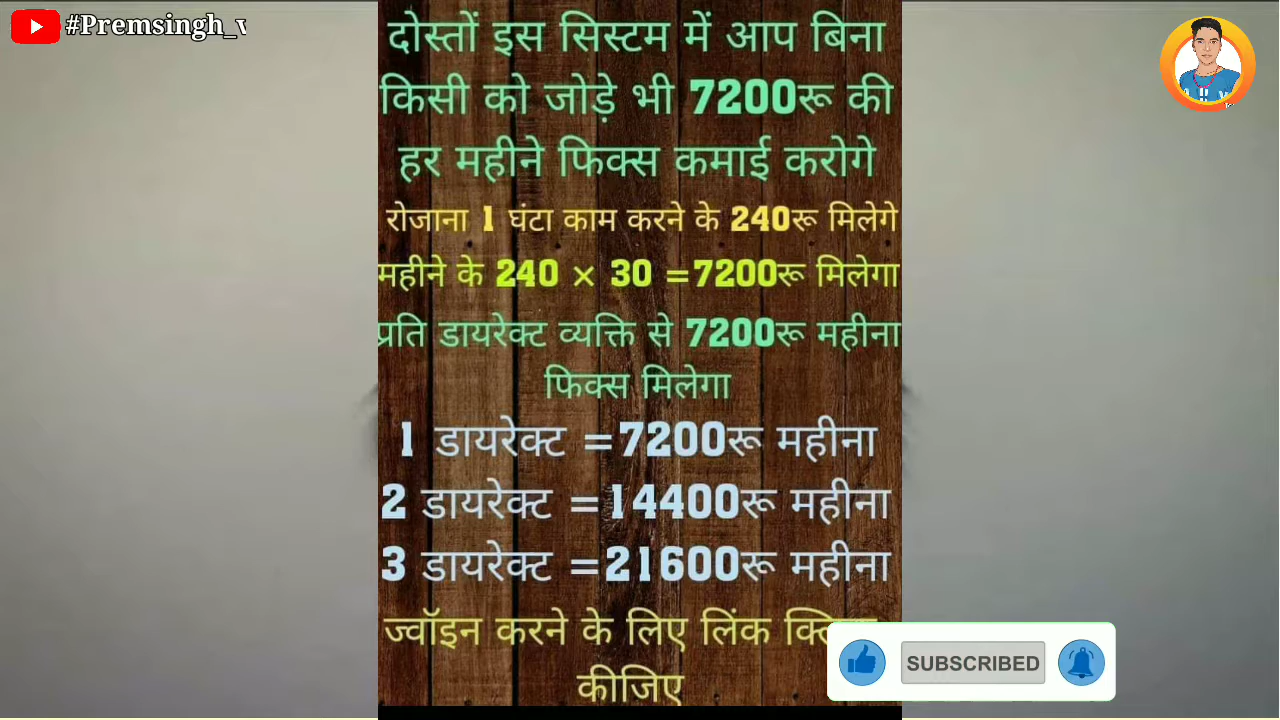 #Premsingh_
दोस्तों इस सिस्टम में आप बिना
किसी को जोड़े भी 7200रू की
हर महीने फिक्स कमाई करोगे
रोजाना 1 घंटा काम करने के 240रू मिलेगे
महीने के 240 × 30 =7200रू मिलेगा
प्रति डायरेक्ट व्यक्ति से 7200रू महीना
फिक्स मिलेगा
1 डायरेक्ट =7200रू महीना
2 डायरेक्ट =14400रू महीना
3 डायरेक्ट =21600रू महीना
ज्वॉइन करने के लिए लिंक
कीजिए
SUBSCRIBED